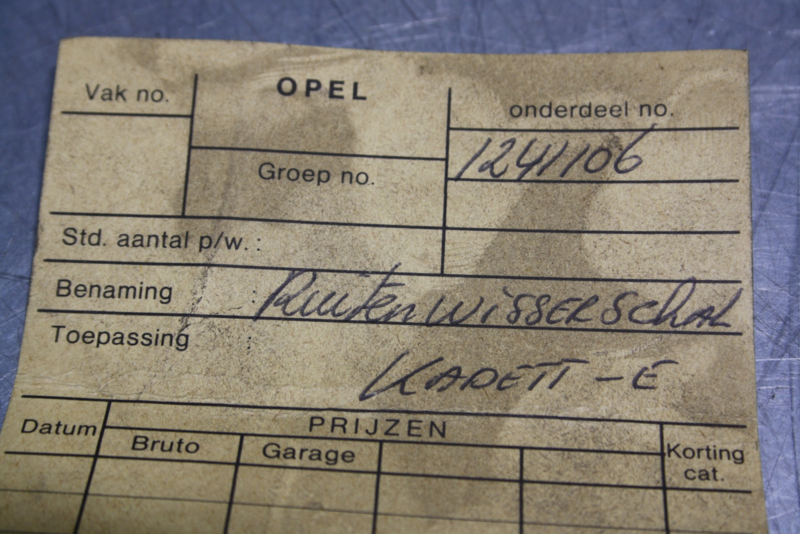 Vak no.
OPEL
onderdeel no.
1241106
Groep no.
Std. aantal p/w.:
Benaming Ruitenwisserschak
Toepassing
KADETT - E
Datum
PRIJZEN
Bruto
Garage
Korting
cat.